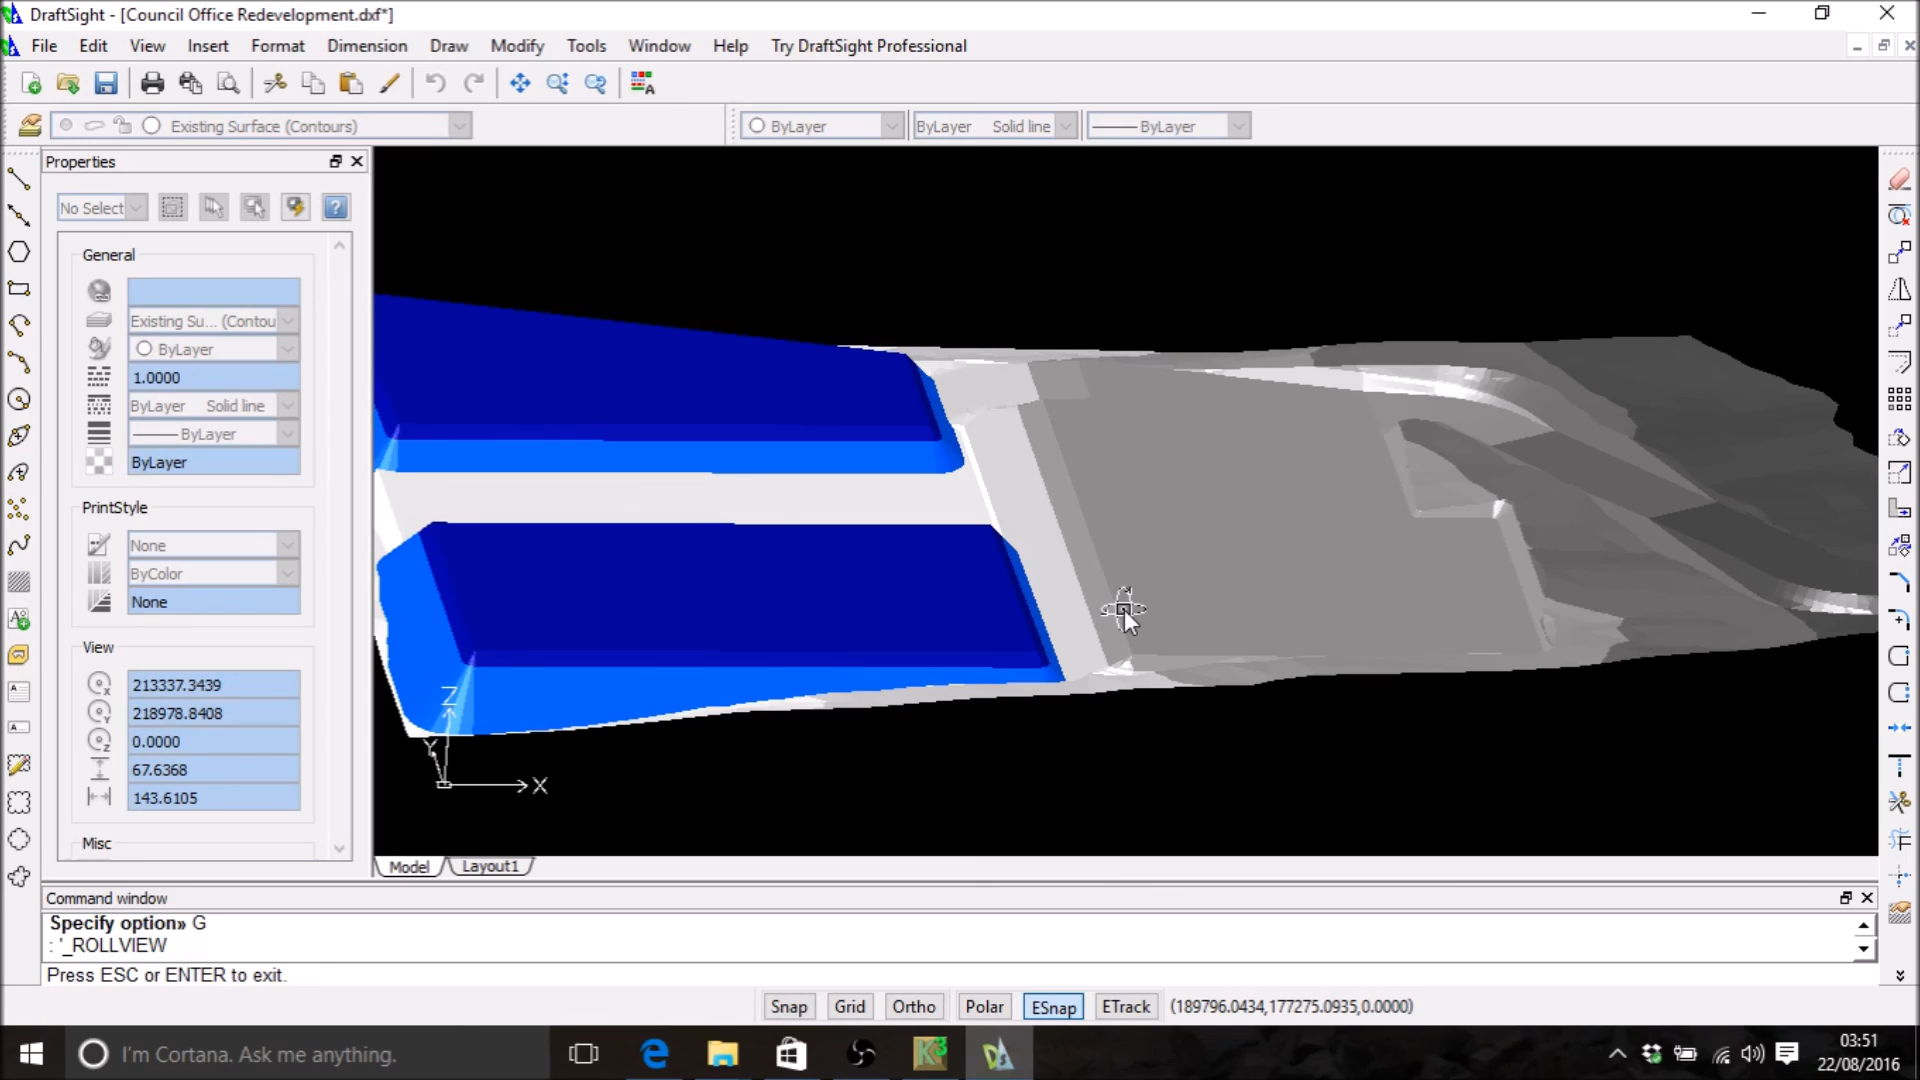 DraftSight - [Council Office Redevelopment.dxf*]
File Edit View Insert Format Dimension Draw Modify Tools Window Help Try DraftSight Professional
Existing Surface (Contours) ByLayer ByLayer Solid line ByLayer
Properties
No Select
General
Existing Su... (Contou
ByLayer
1.0000
ByLayer Solid line
ByLayer
ByLayer
PrintStyle
None
ByColor
None
View
213337.3439
218978.8408
0.0000
67.6368
143.6105
Misc
Z
Y
X
Model Layout1
Command window
Specify option» G
: '_ROLLVIEW
Press ESC or ENTER to exit.
Snap Grid Ortho Polar ESnap ETrack (189796.0434,177275.0935,0.0000)
I'm Cortana. Ask me anything.
03:51
22/08/2016